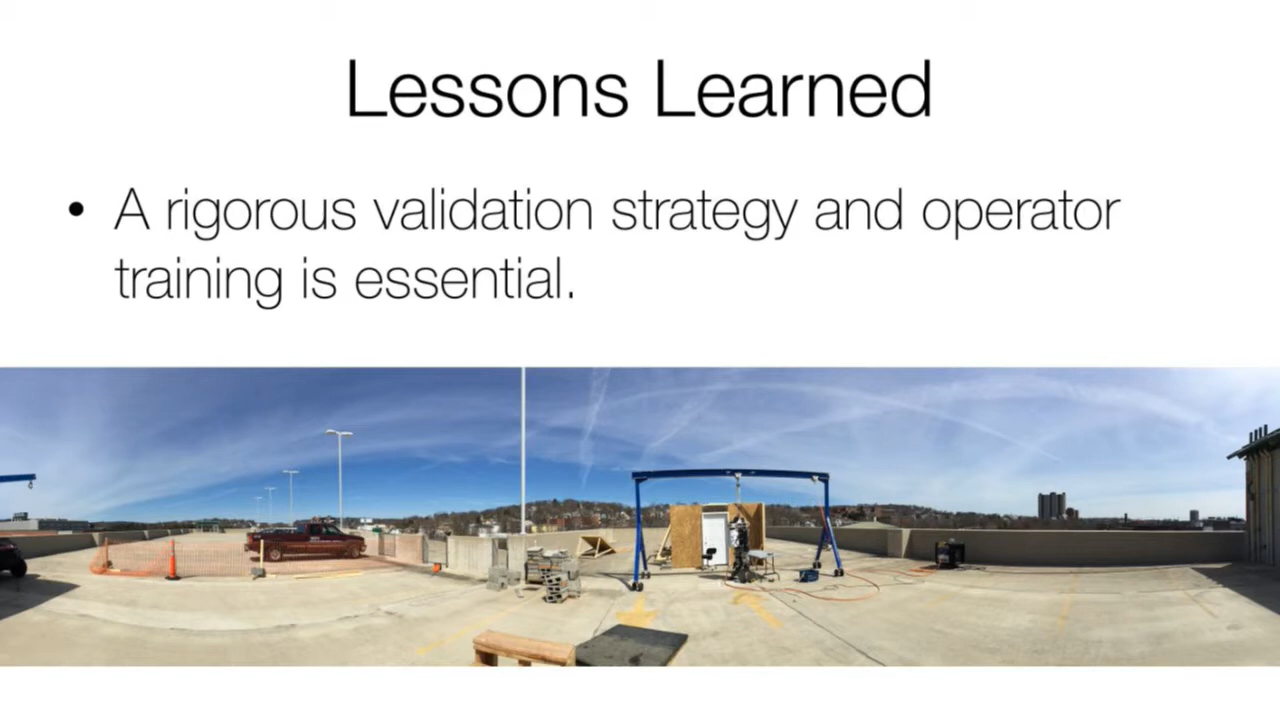 Lessons Learned
• A rigorous validation strategy and operator
training is essential.